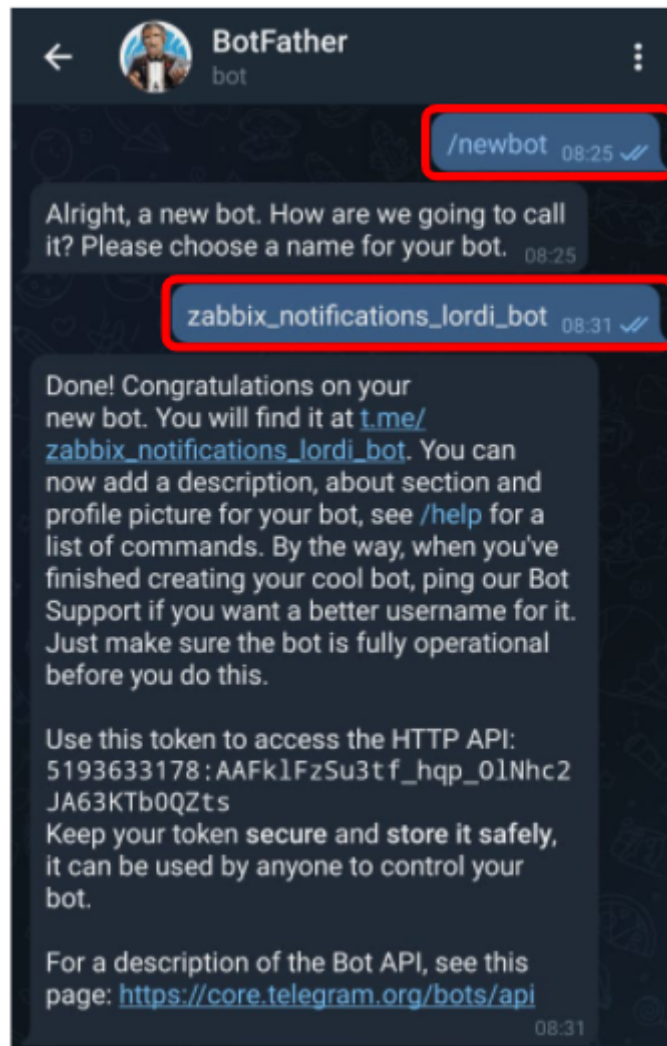 BotFather
bot
/newbot 08:25
Alright, a new bot. How are we going to call
it? Please choose a name for your bot. 08:25
zabbix_notifications_lordi_bot 08:31
Done! Congratulations on your
new bot. You will find it at t.me/
zabbix_notifications_lordi_bot. You can
now add a description, about section and
profile picture for your bot, see /help for a
list of commands. By the way, when you've
finished creating your cool bot, ping our Bot
Support if you want a better username for it.
Just make sure the bot is fully operational
before you do this.
Use this token to access the HTTP API:
5193633178:AAFklFzSu3tf_hqp_OlNhc2
JA63KTb0QZts
Keep your token secure and store it safely,
it can be used by anyone to control your
bot.
For a description of the Bot API, see this
page: https://core.telegram.org/bots/api
08:31